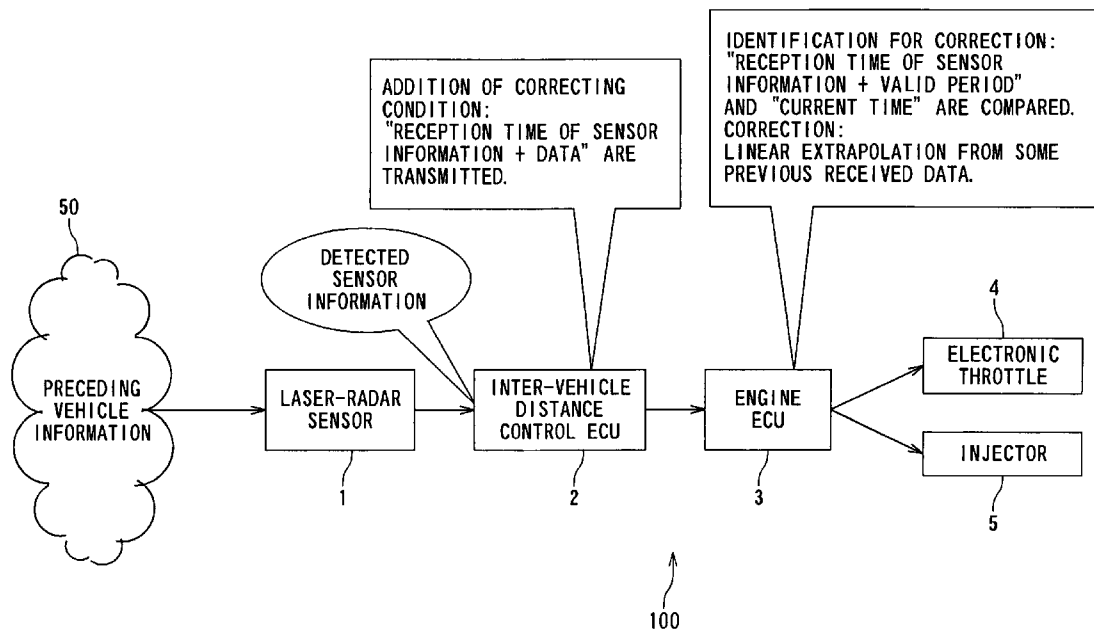 ADDITION OF CORRECTING
CONDITION:
"RECEPTION TIME OF SENSOR
INFORMATION + DATA" ARE
TRANSMITTED.
IDENTIFICATION FOR CORRECTION:
"RECEPTION TIME OF SENSOR
INFORMATION + VALID PERIOD"
AND "CURRENT TIME" ARE COMPARED.
CORRECTION:
LINEAR EXTRAPOLATION FROM SOME
PREVIOUS RECEIVED DATA.
50
DETECTED
SENSOR
INFORMATION
PRECEDING
VEHICLE
INFORMATION
LASER-RADAR
SENSOR
1
INTER-VEHICLE
DISTANCE
CONTROL ECU
2
ENGINE
ECU
3
4
ELECTRONIC
THROTTLE
INJECTOR
5
100